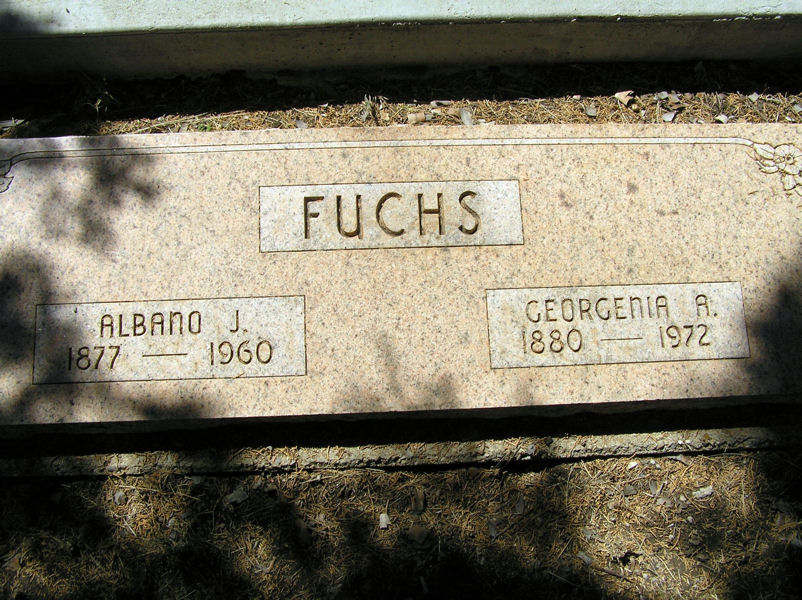 FUCHS
ALBANO J.
1877 — 1960
GEORGENIA A.
1880 — 1972